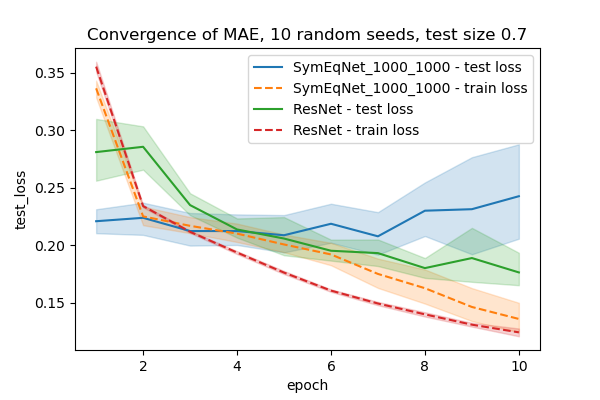 Convergence of MAE, 10 random seeds, test size 0.7
SymEqNet_1000_1000 - test loss
SymEqNet_1000_1000 - train loss
ResNet - test loss
ResNet - train loss
test_loss
0.35
0.30
0.25
0.20
0.15
2 4 6 8 10
epoch